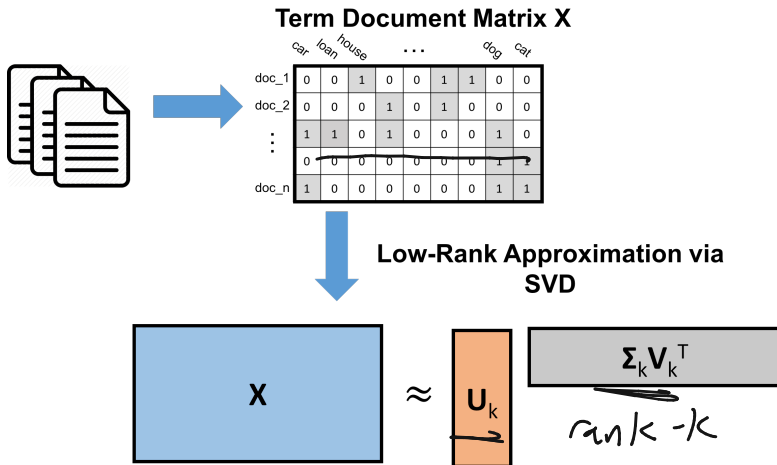 Term Document Matrix X
car loan house ... dog cat
doc_1 0 0 1 0 0 1 1 0 0
doc_2 0 0 0 1 0 1 0 0 0
⋮ 1 1 0 1 0 0 0 1 0
0 0 0 0 0 0 0 1 1
doc_n 1 0 0 0 0 0 0 1 1
Low-Rank Approximation via
SVD
X ≈ Uₖ ΣₖVₖᵀ
rank-k